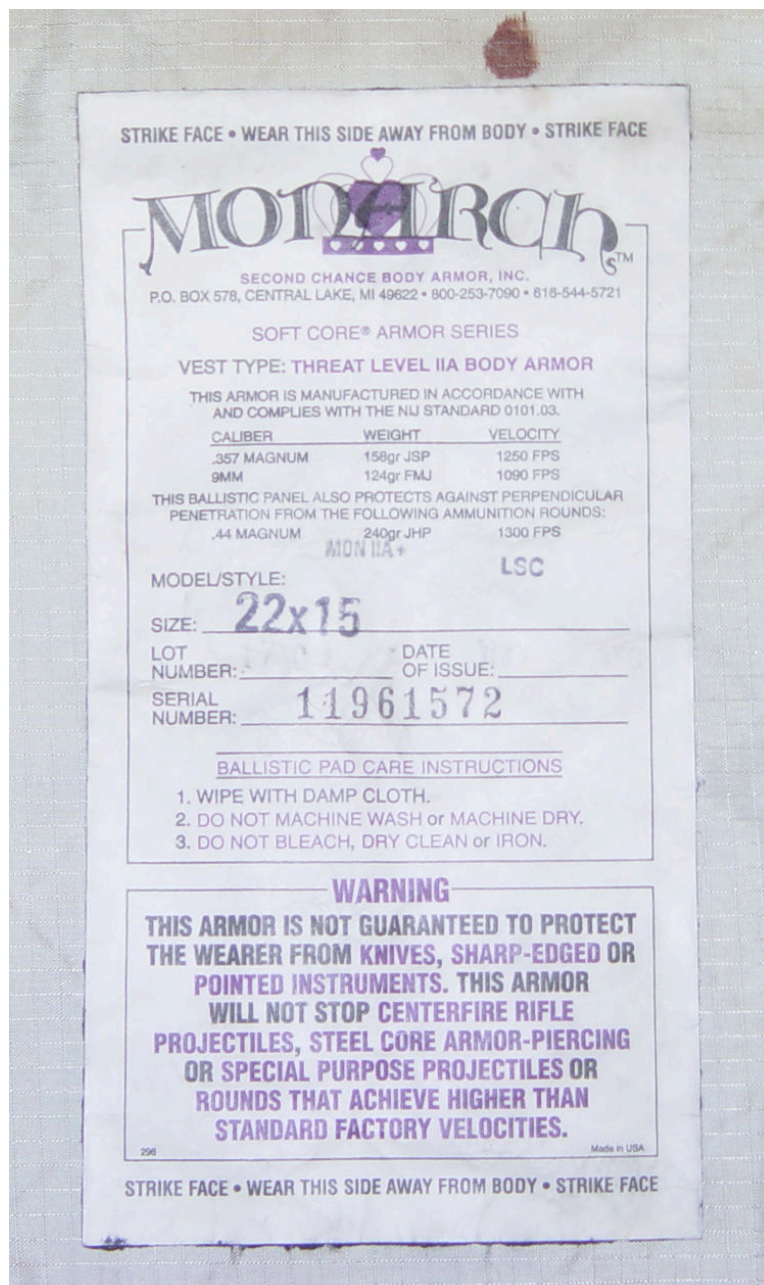 STRIKE FACE • WEAR THIS SIDE AWAY FROM BODY • STRIKE FACE
MONARCH
S™
SECOND CHANCE BODY ARMOR, INC.
P.O. BOX 578, CENTRAL LAKE, MI 49622 • 800-253-7090 • 616-544-5721
SOFT CORE® ARMOR SERIES
VEST TYPE: THREAT LEVEL IIA BODY ARMOR
THIS ARMOR IS MANUFACTURED IN ACCORDANCE WITH
AND COMPLIES WITH THE NIJ STANDARD 0101.03.
CALIBER WEIGHT VELOCITY
.357 MAGNUM 158gr JSP 1250 FPS
9MM 124gr FMJ 1090 FPS
THIS BALLISTIC PANEL ALSO PROTECTS AGAINST PERPENDICULAR
PENETRATION FROM THE FOLLOWING AMMUNITION ROUNDS:
.44 MAGNUM 240gr JHP 1300 FPS
MON IIA+
LSC
MODEL/STYLE:
SIZE: 22x15
LOT
NUMBER:
DATE
OF ISSUE:
SERIAL
NUMBER: 11961572
BALLISTIC PAD CARE INSTRUCTIONS
1. WIPE WITH DAMP CLOTH.
2. DO NOT MACHINE WASH or MACHINE DRY.
3. DO NOT BLEACH, DRY CLEAN or IRON.
WARNING
THIS ARMOR IS NOT GUARANTEED TO PROTECT
THE WEARER FROM KNIVES, SHARP-EDGED OR
POINTED INSTRUMENTS. THIS ARMOR
WILL NOT STOP CENTERFIRE RIFLE
PROJECTILES, STEEL CORE ARMOR-PIERCING
OR SPECIAL PURPOSE PROJECTILES OR
ROUNDS THAT ACHIEVE HIGHER THAN
STANDARD FACTORY VELOCITIES.
296 Made in USA
STRIKE FACE • WEAR THIS SIDE AWAY FROM BODY • STRIKE FACE